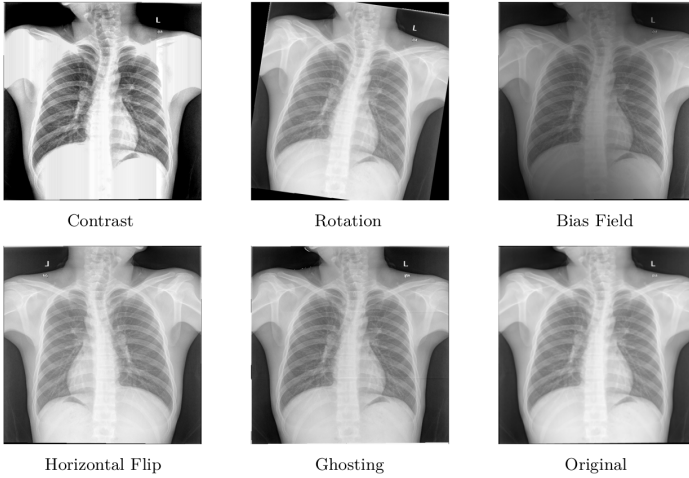 L
L
L
Contrast
Rotation
Bias Field
L
L
L
Horizontal Flip
Ghosting
Original